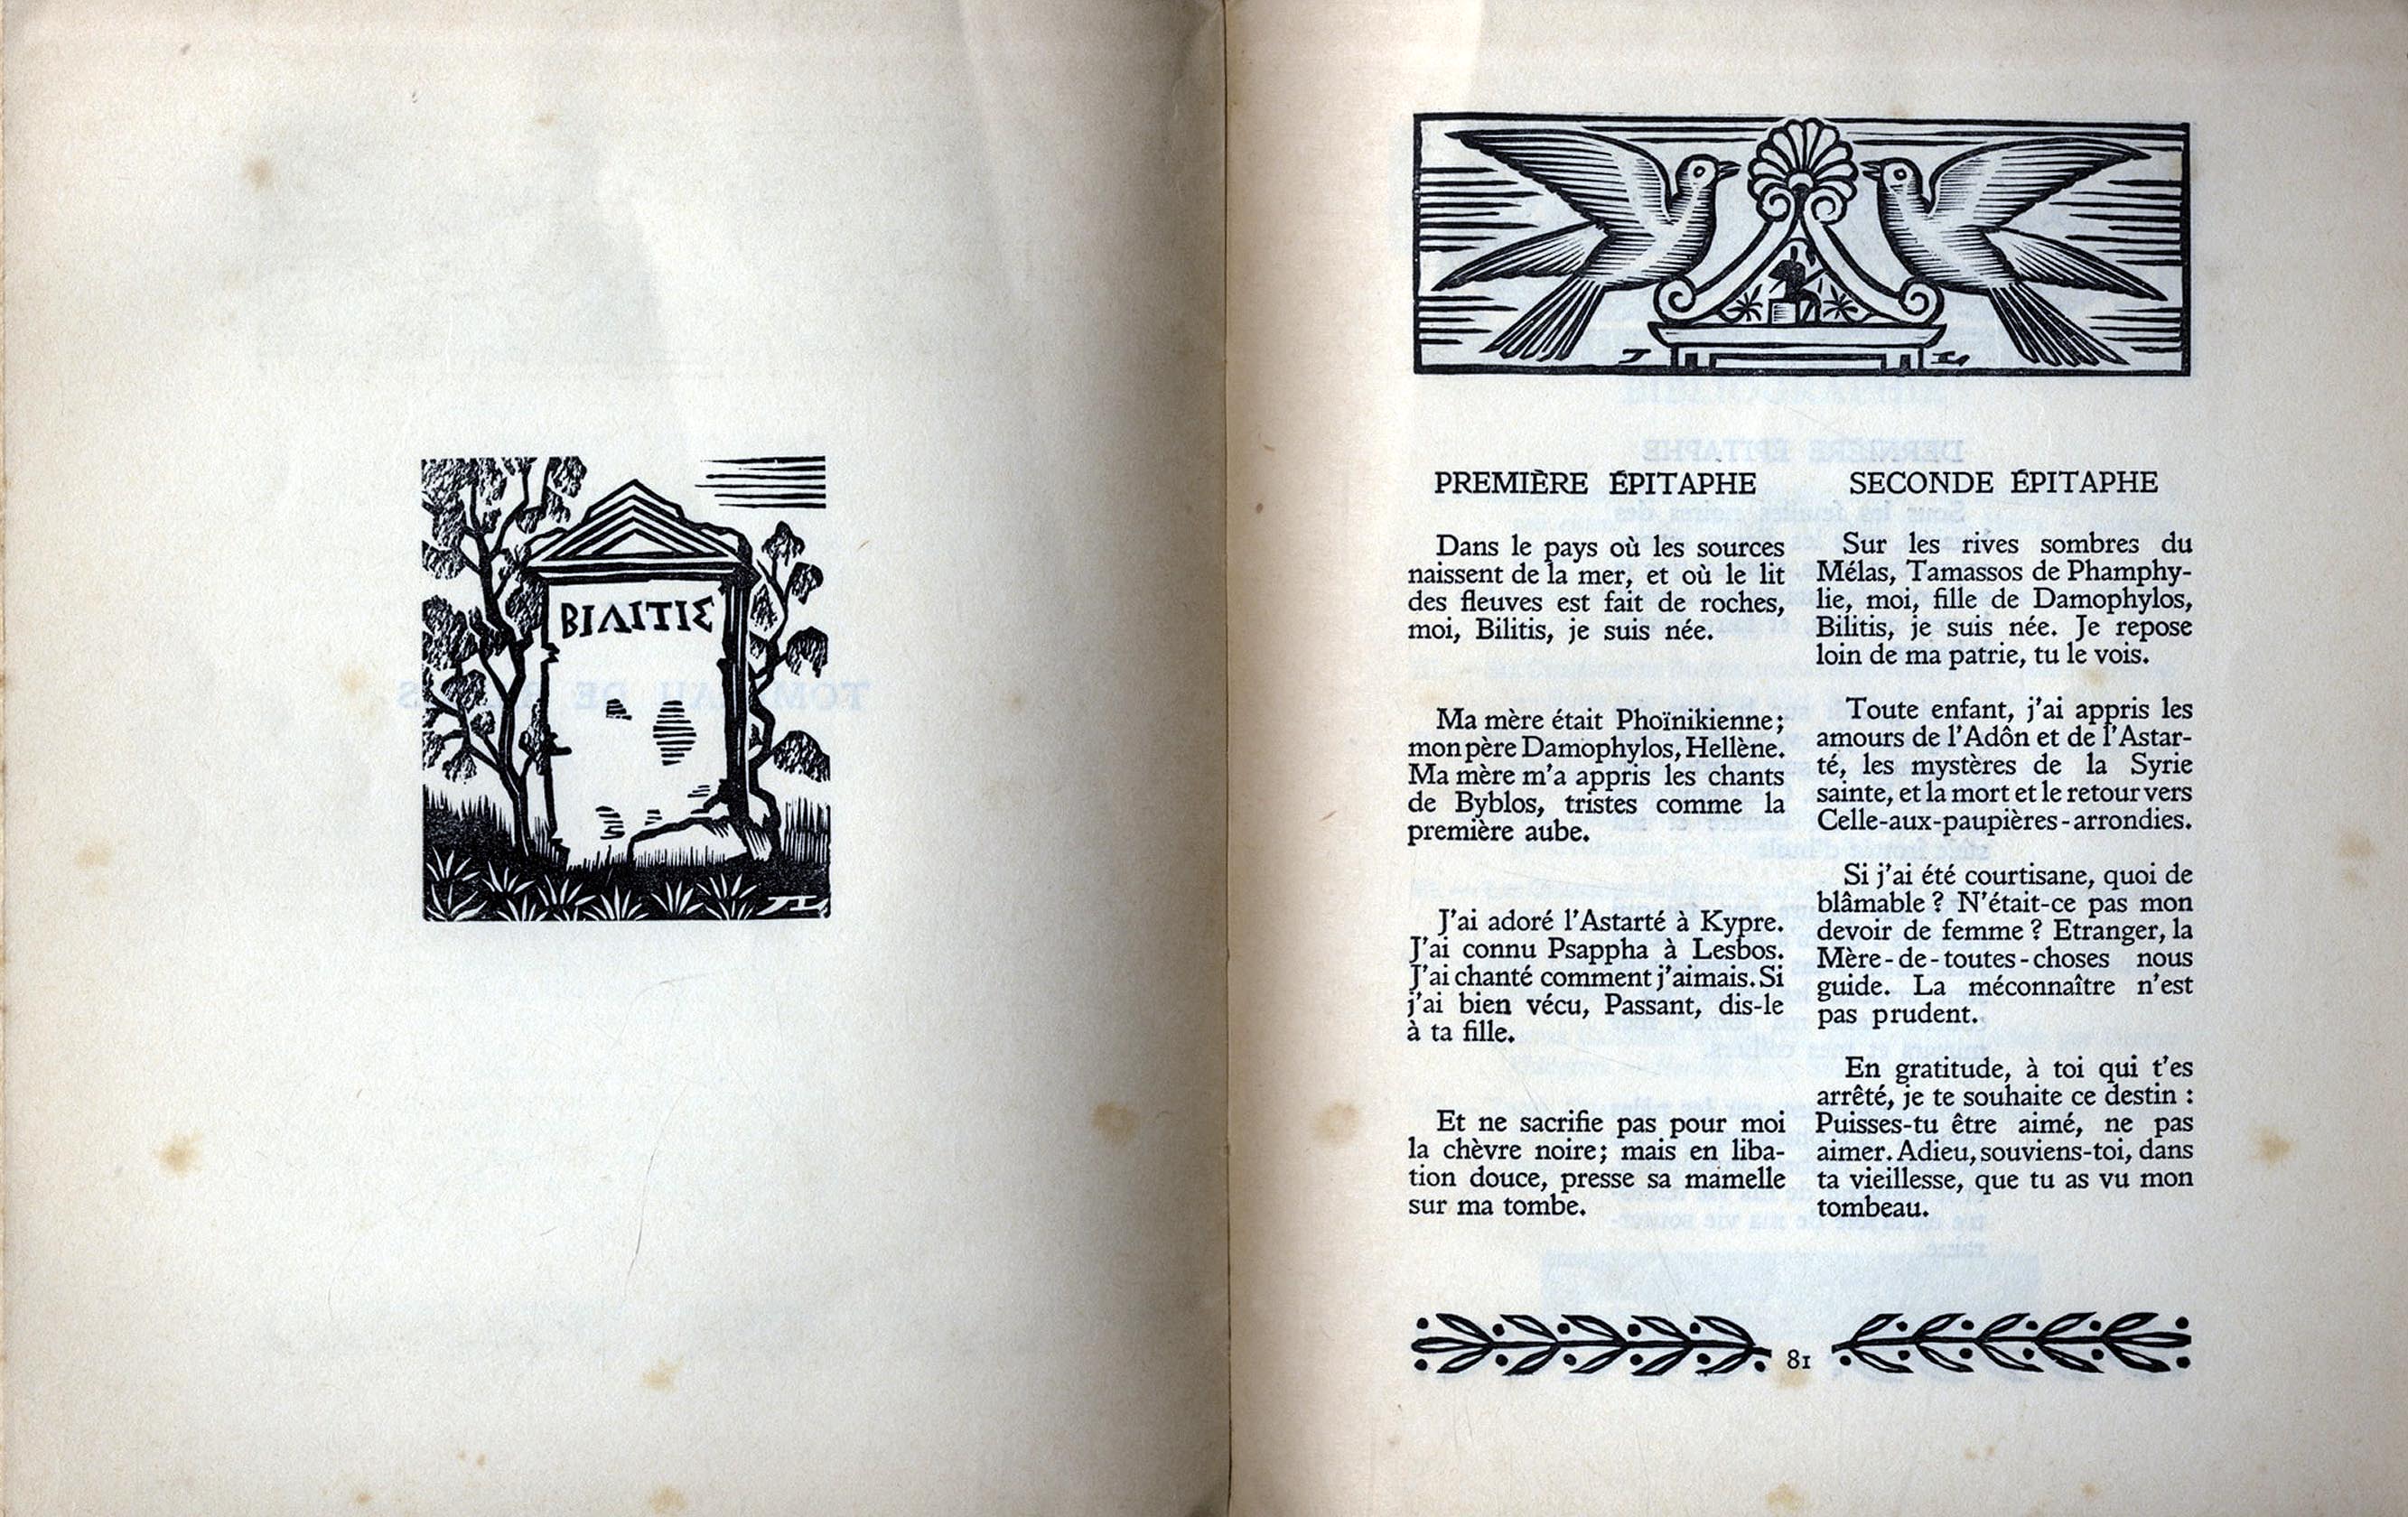 ΒΙΛΙΤΙΣ
JL
J L
PREMIÈRE ÉPITAPHE
Dans le pays où les sources
naissent de la mer, et où le lit
des fleuves est fait de roches,
moi, Bilitis, je suis née.
Ma mère était Phoïnikienne;
mon père Damophylos, Hellène.
Ma mère m'a appris les chants
de Byblos, tristes comme la
première aube.
J'ai adoré l'Astarté à Kypre.
J'ai connu Psappha à Lesbos.
J'ai chanté comment j'aimais. Si
j'ai bien vécu, Passant, dis-le
à ta fille.
Et ne sacrifie pas pour moi
la chèvre noire; mais en liba-
tion douce, presse sa mamelle
sur ma tombe.
SECONDE ÉPITAPHE
Sur les rives sombres du
Mélas, Tamassos de Phamphy-
lie, moi, fille de Damophylos,
Bilitis, je suis née. Je repose
loin de ma patrie, tu le vois.
Toute enfant, j'ai appris les
amours de l'Adôn et de l'Astar-
té, les mystères de la Syrie
sainte, et la mort et le retour vers
Celle-aux-paupières-arrondies.
Si j'ai été courtisane, quoi de
blâmable ? N'était-ce pas mon
devoir de femme ? Etranger, la
Mère-de-toutes-choses nous
guide. La méconnaître n'est
pas prudent.
En gratitude, à toi qui t'es
arrêté, je te souhaite ce destin :
Puisses-tu être aimé, ne pas
aimer. Adieu, souviens-toi, dans
ta vieillesse, que tu as vu mon
tombeau.
81